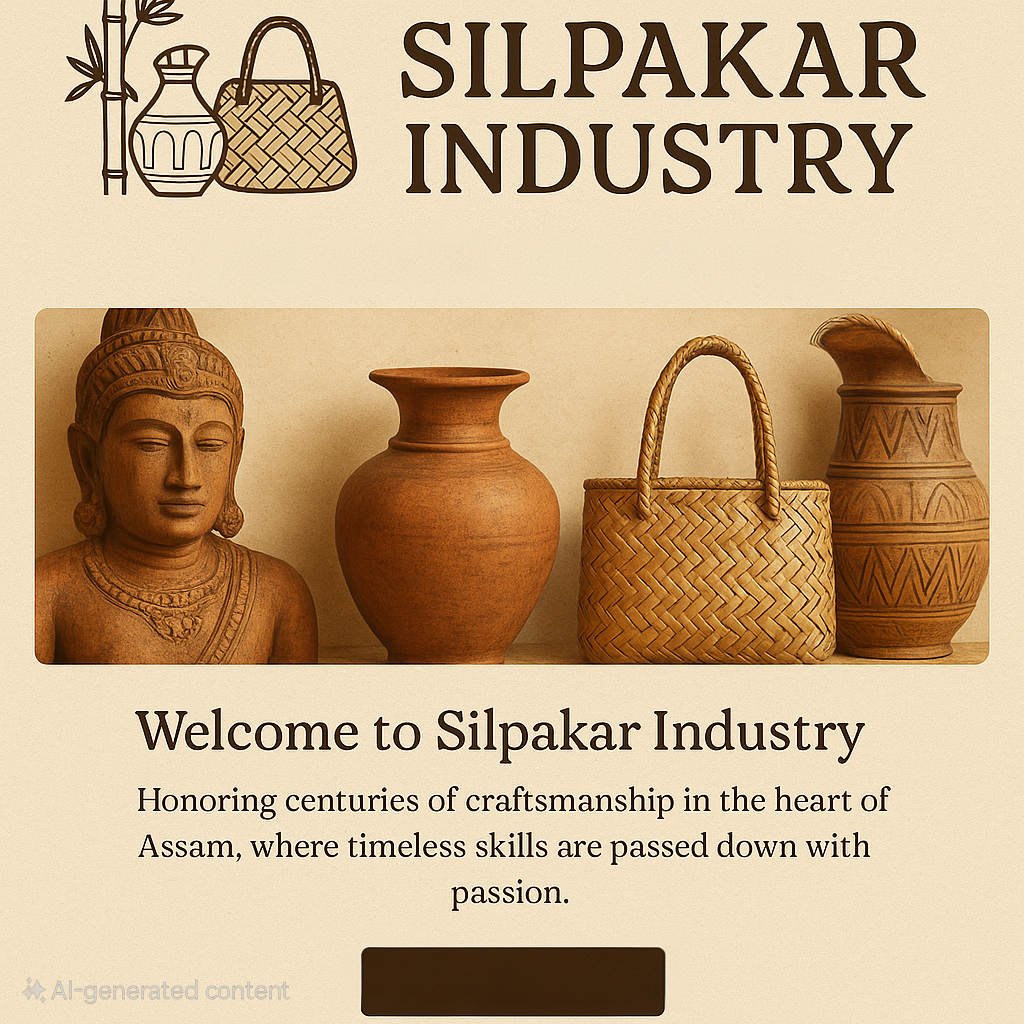 SILPAKAR
INDUSTRY
Welcome to Silpakar Industry
Honoring centuries of craftsmanship in the heart of
Assam, where timeless skills are passed down with
passion.
AI-generated content